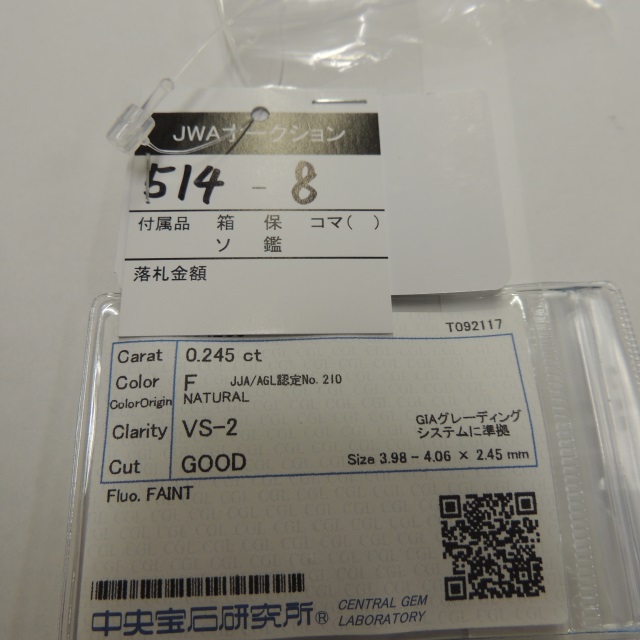 JWAオークション
514 - 8
付属品 箱 保 コマ( )
ソ 鑑
落札金額
T092117
Carat 0.245 ct
Color F JJA/AGL認定No.210
ColorOrigin NATURAL
Clarity VS-2 GIAグレーディング
システムに準拠
Cut GOOD Size 3.98 - 4.06 × 2.45 mm
Fluo. FAINT
中央宝石研究所® CENTRAL GEM
LABORATORY